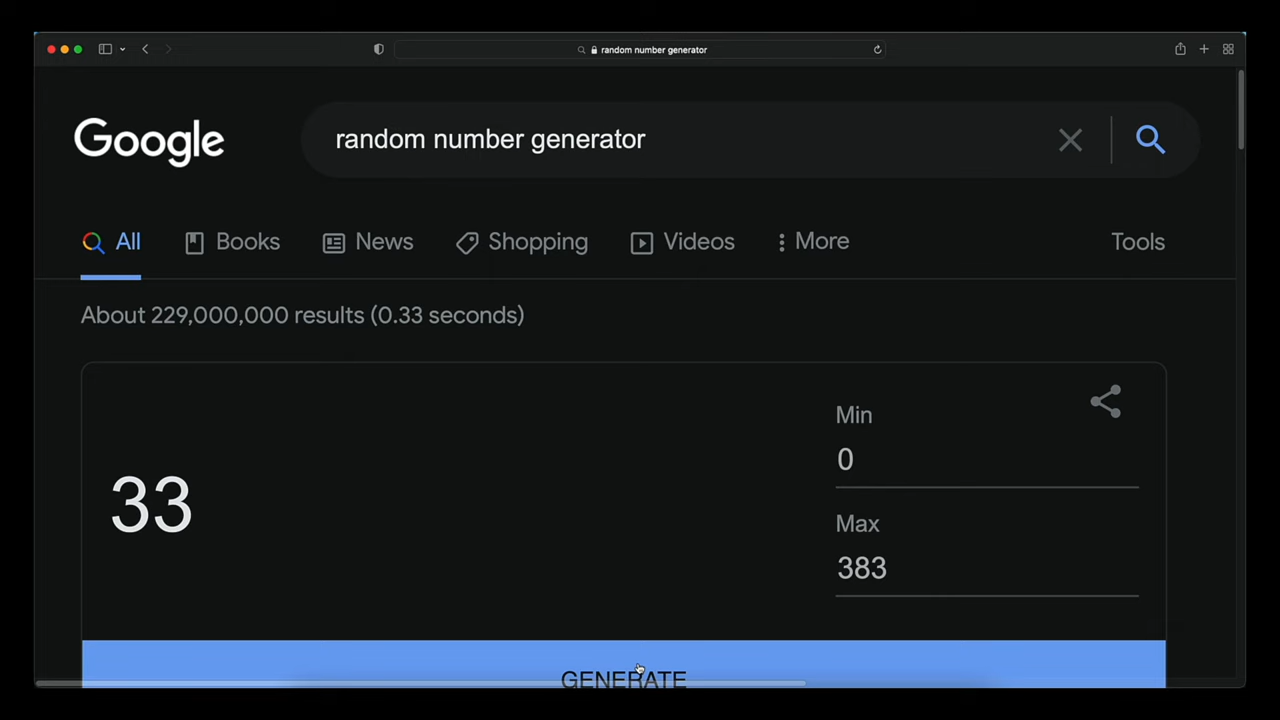 random number generator
Google
random number generator
All
Books
News
Shopping
Videos
More
Tools
About 229,000,000 results (0.33 seconds)
Min
0
33
Max
383
GENERATE